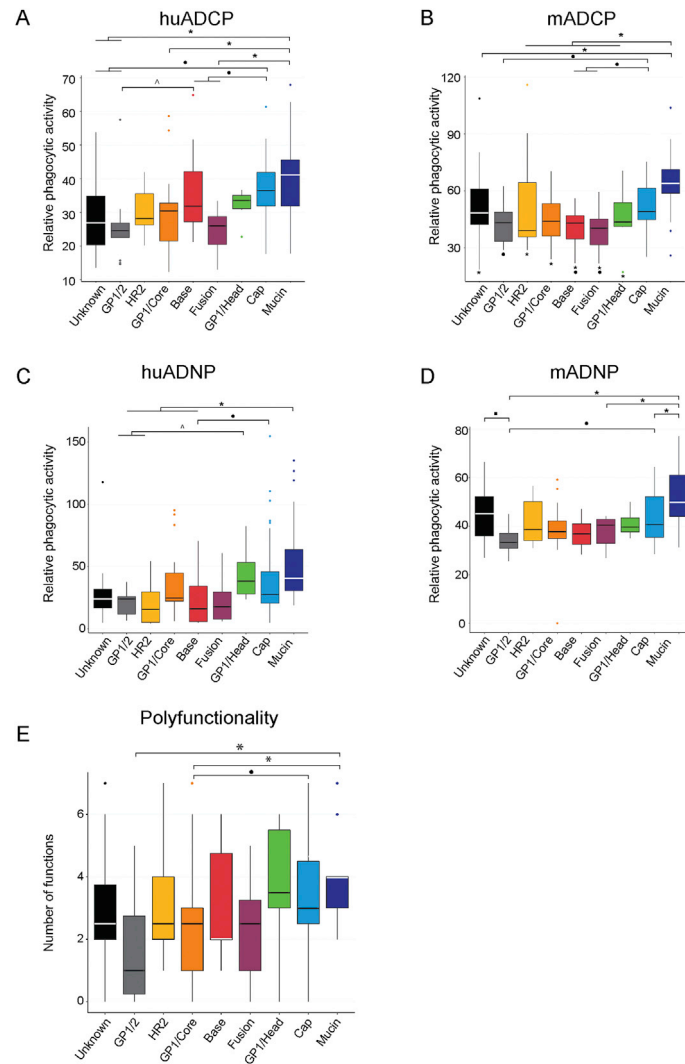 A
huADCP
Relative phagocytic activity
70
60
50
40
30
20
10
Unknown
GP1/2
HR2
GP1/Core
Base
Fusion
GP1/Head
Cap
Mucin
*
*
*
^
B
mADCP
Relative phagocytic activity
120
90
60
30
Unknown
GP1/2
HR2
GP1/Core
Base
Fusion
GP1/Head
Cap
Mucin
*
*
C
huADNP
Relative phagocytic activity
150
100
50
0
Unknown
GP1/2
HR2
GP1/Core
Base
Fusion
GP1/Head
Cap
Mucin
*
^
D
mADNP
Relative phagocytic activity
80
60
40
20
0
Unknown
GP1/2
HR2
GP1/Core
Base
Fusion
GP1/Head
Cap
Mucin
*
*
*
E
Polyfunctionality
Number of functions
6
4
2
0
Unknown
GP1/2
HR2
GP1/Core
Base
Fusion
GP1/Head
Cap
Mucin
*
*